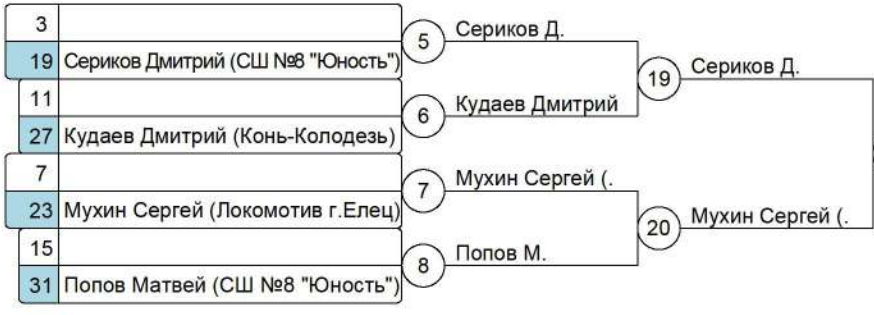 3
19 Сериков Дмитрий (СШ №8 "Юность")
5
Сериков Д.
11
27 Кудаев Дмитрий (Конь-Колодезь)
6
Кудаев Дмитрий
19
Сериков Д.
7
23 Мухин Сергей (Локомотив г.Елец)
7
Мухин Сергей (.
15
31 Попов Матвей (СШ №8 "Юность")
8
Попов М.
20
Мухин Сергей (.